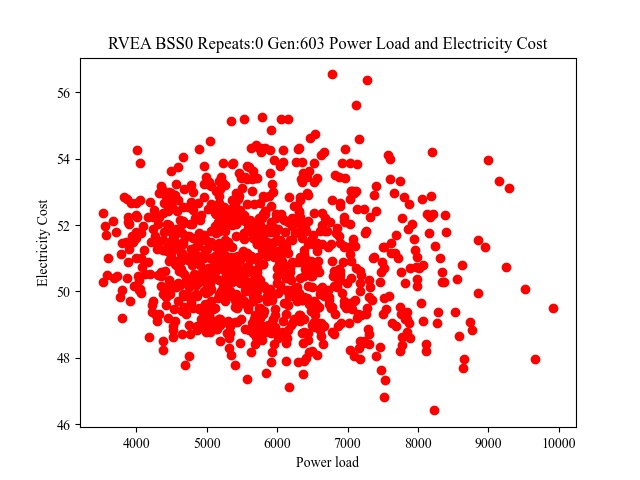 RVEA BSS0 Repeats:0 Gen:603 Power Load and Electricity Cost
56
54
52
50
48
46
Electricity Cost
4000 5000 6000 7000 8000 9000 10000
Power load